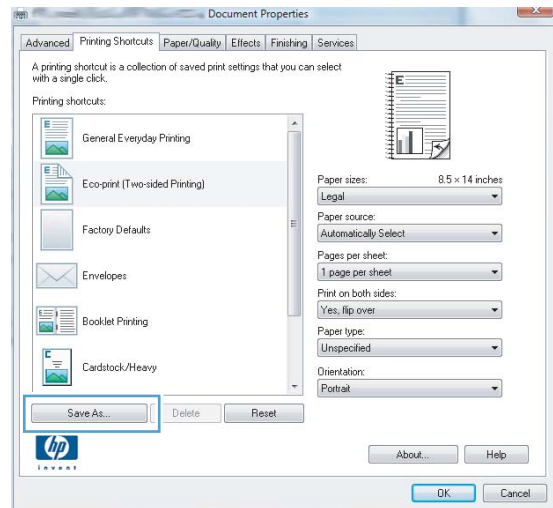 Document Properties
Advanced
Printing Shortcuts
Paper/Quality
Effects
Finishing
Services
A printing shortcut is a collection of saved print settings that you can select
with a single click.
Printing shortcuts:
General Everyday Printing
Eco-print (Two-sided Printing)
Factory Defaults
Envelopes
Booklet Printing
Cardstock/Heavy
Save As...
Delete
Reset
E
Paper sizes: 8.5 × 14 inches
Legal
Paper source:
Automatically Select
Pages per sheet:
1 page per sheet
Print on both sides:
Yes, flip over
Paper type:
Unspecified
Orientation:
Portrait
hp
invent
About...
Help
OK
Cancel